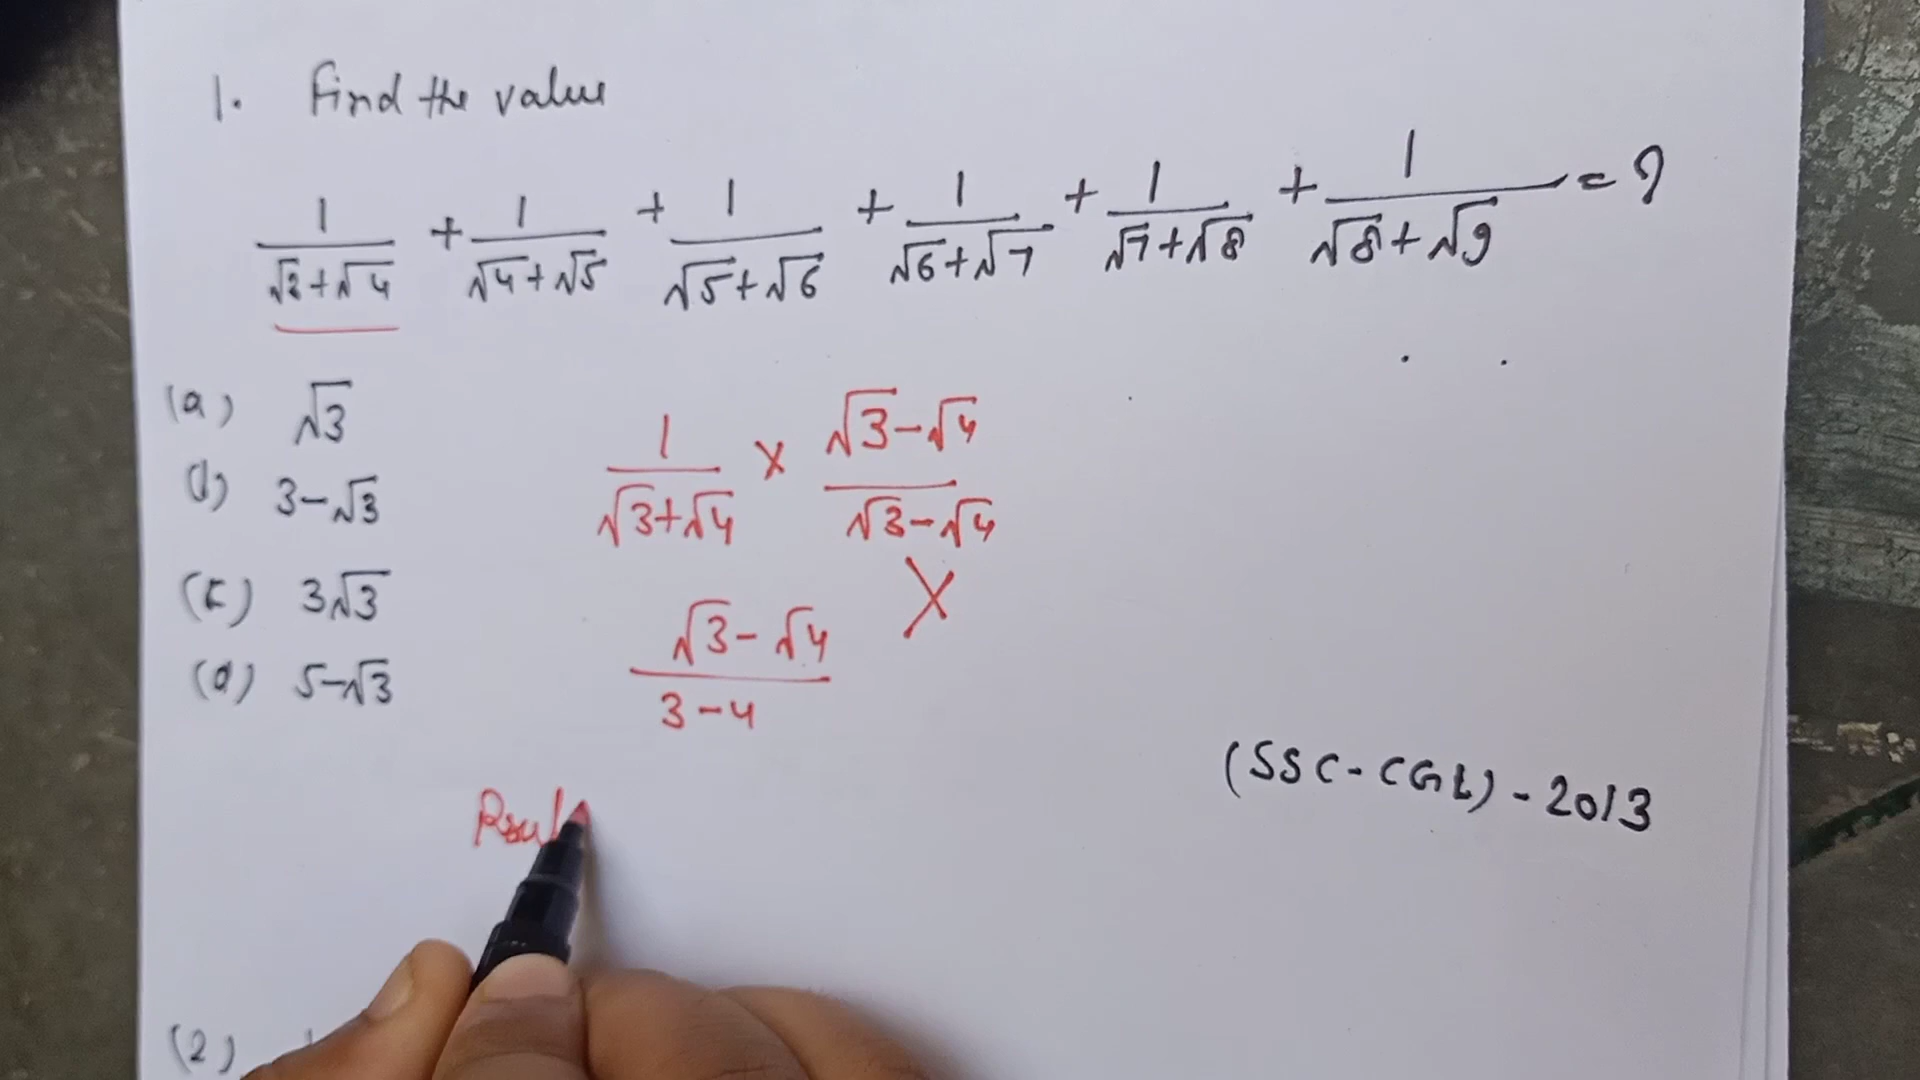 1. Find the value
1/(√3+√4) + 1/(√4+√5) + 1/(√5+√6) + 1/(√6+√7) + 1/(√7+√8) + 1/(√8+√9) = ?
(a) √3
3-√3
(c) 3√3
(d) 5-√3
1/(√3+√4) × (√3-√4)/(√3-√4)
(√3-√4)/(3-4) X
(SSC-CGL)-2013
(2)